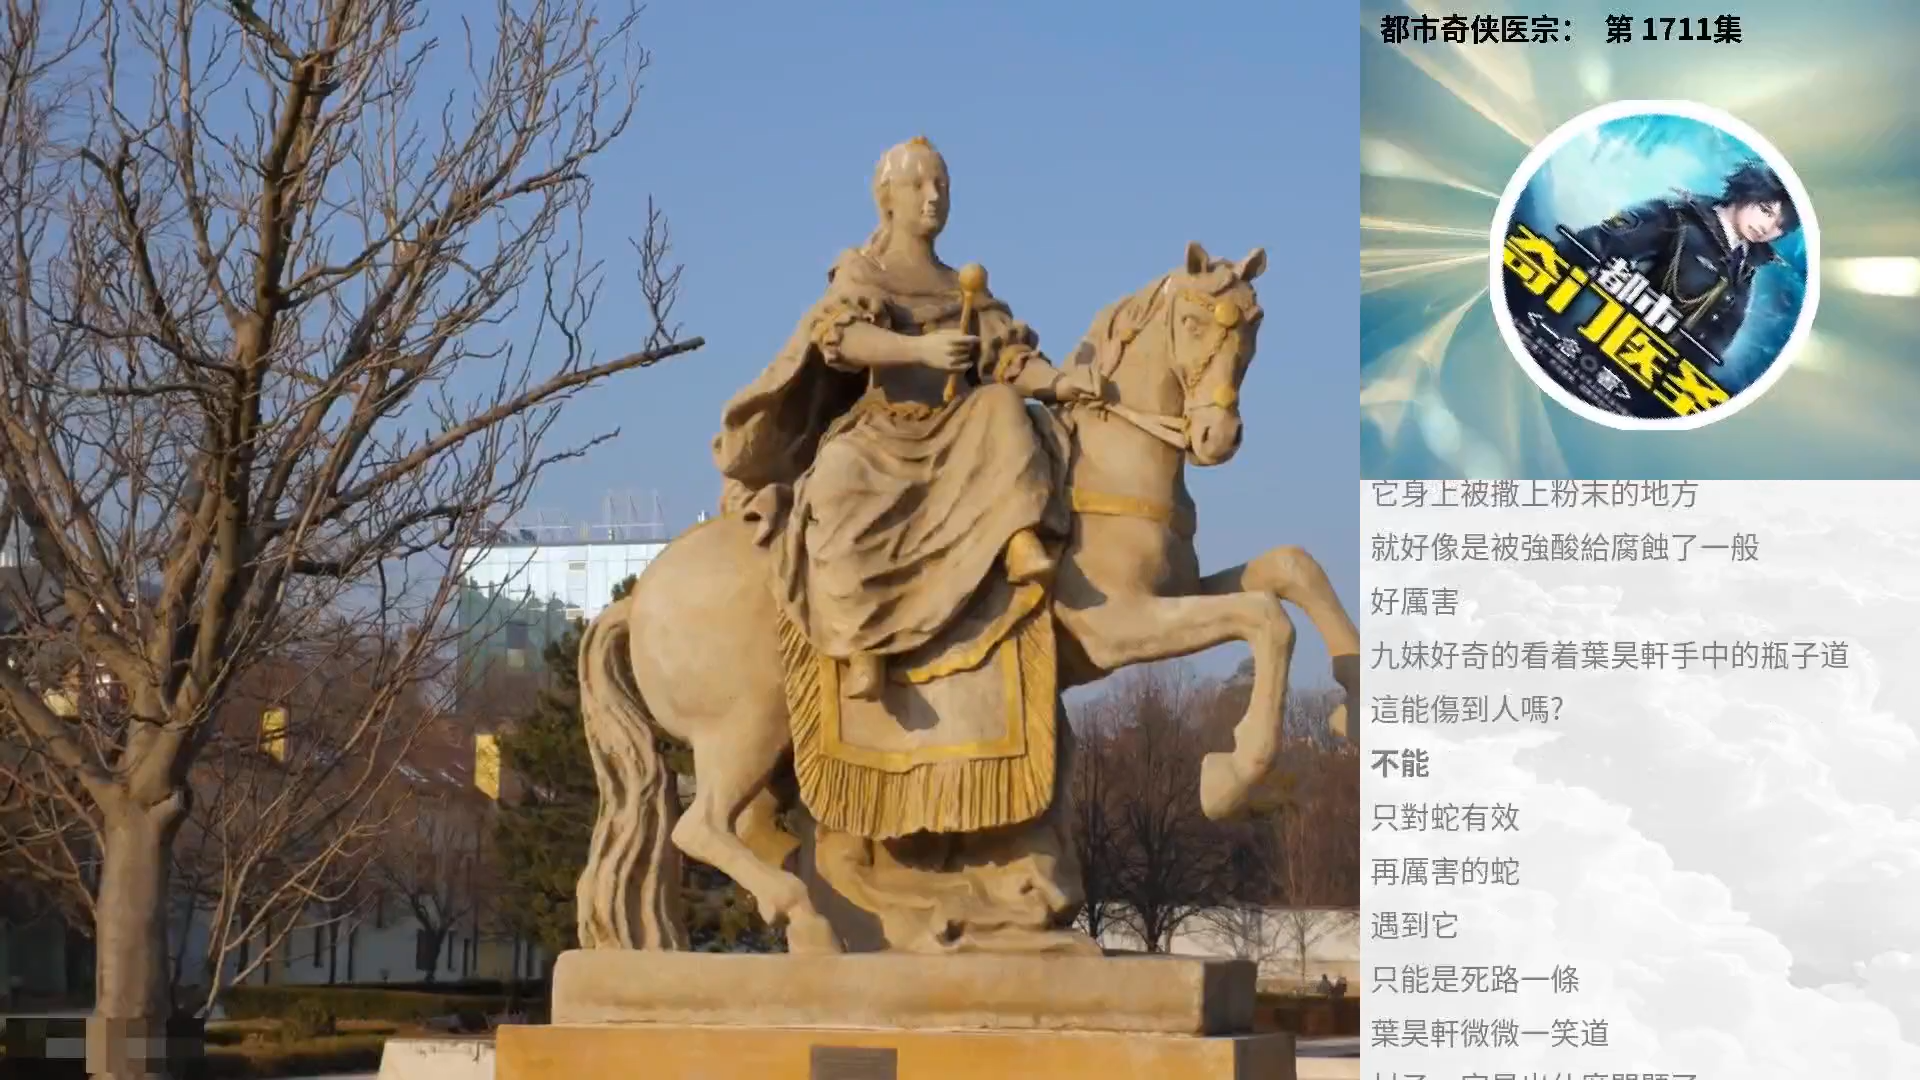 都市奇侠医宗： 第 1711集
都市
奇门医圣
它身上被撒上粉末的地方
就好像是被強酸給腐蝕了一般
好厲害
九妹好奇的看着葉昊軒手中的瓶子道
這能傷到人嗎?
不能
只對蛇有效
再厲害的蛇
遇到它
只能是死路一條
葉昊軒微微一笑道